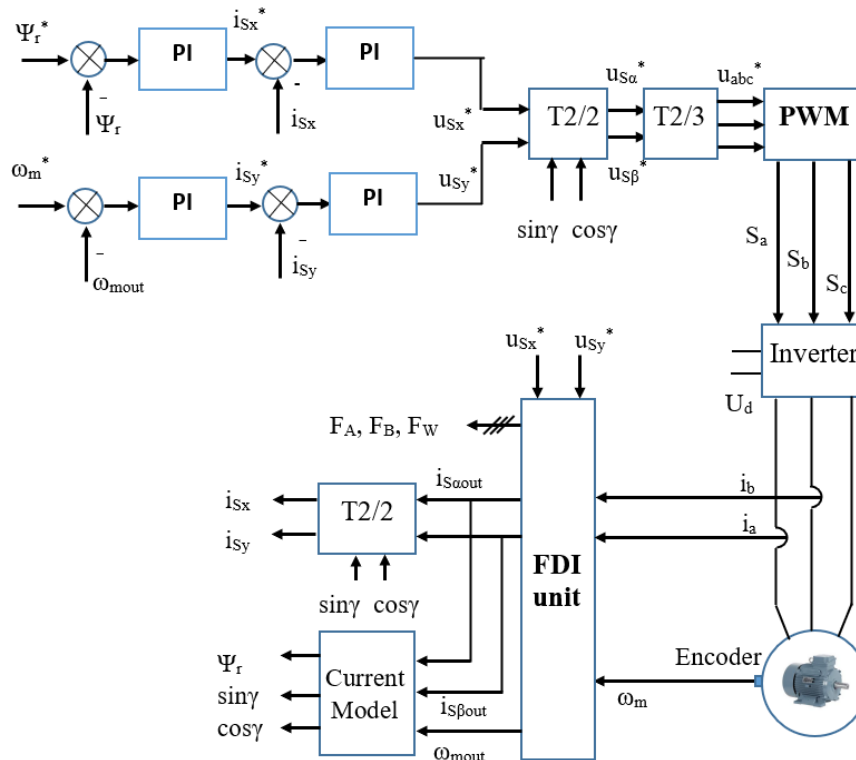 Ψr* iSx*
PI PI
- -
Ψr iSx uSx*
ωm* iSy* uSy*
PI PI
- -
ωmout iSy
uSα* uabc*
T2/2 T2/3 PWM
uSβ*
sinγ cosγ
Sa Sb Sc
Inverter
Ud
uSx* uSy*
FA, FB, FW
iSαout ib
iSx T2/2
iSy ia
FDI unit
sinγ cosγ
Encoder
Ψr
sinγ Current Model
cosγ
iSβout ωm
ωmout